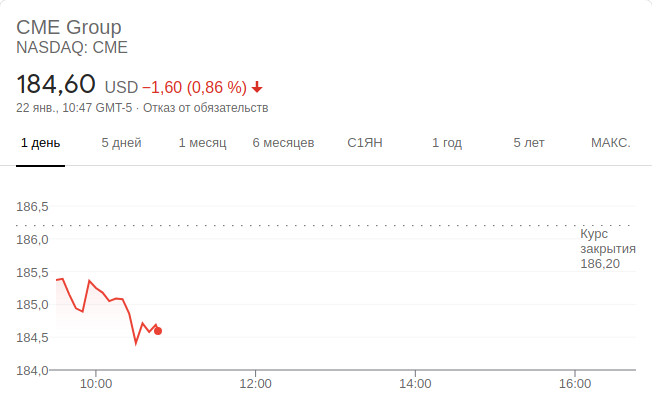 CME Group
NASDAQ: CME
184,60 USD −1,60 (0,86 %)
22 янв., 10:47 GMT-5 · Отказ от обязательств
1 день 5 дней 1 месяц 6 месяцев С1ЯН 1 год 5 лет МАКС.
186,5
186,0
185,5
185,0
184,5
184,0
Курс
закрытия
186,20
10:00 12:00 14:00 16:00